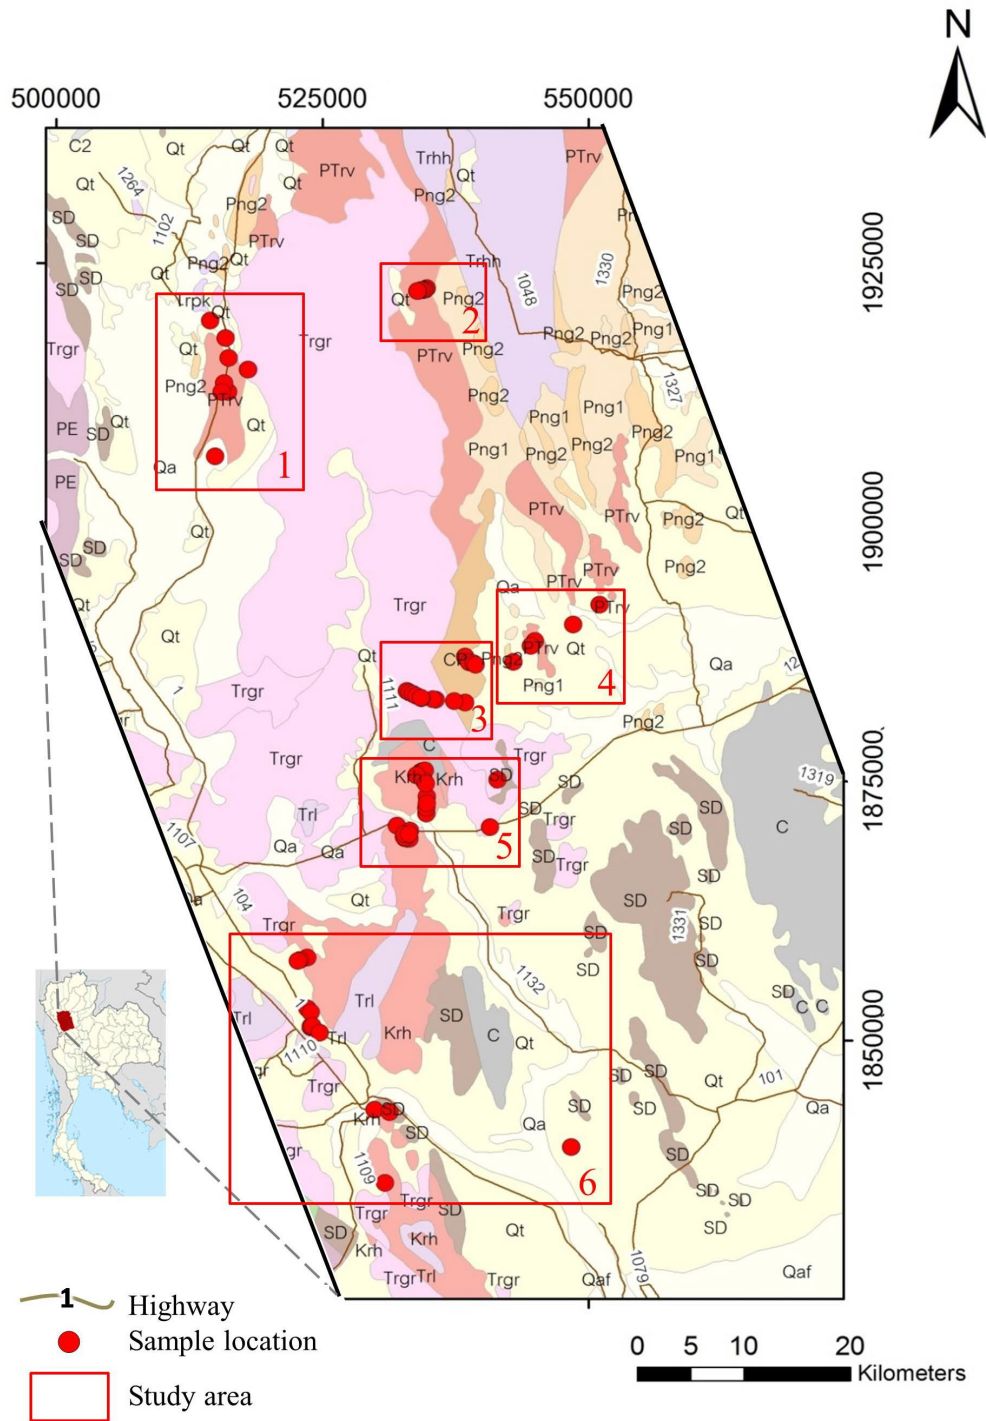 N
500000 525000 550000
C2 Qt Qt Qt Trhh PTrv
1264 Qt Qt PTrv Qt
SD 1102 Png2 Png2
SD PTrv
Png2 Qt Trhh 1330 1925000
SD Qt 1048
SD Trpk Qt Png2 Png2
Qt 2
Trgr Qt Trgr PTrv Png2 Png2 Png2 Png1
Png2 PTrv Png2 1327
PE SD Qt Qt Png1 Png1
Qa 1 Png1 Png2 Png2 Png2 Png1
PE
Qt PTrv PTrv Png2 Qt 1900000
SD
SD PTrv Png2
Qt Trgr Qa PTrv PTrv
Qt Qt CP Png2 PTrv Qt Qa 12
1 Trgr 1111 3 Png1 4 Png2
Trgr C Trgr
Krh Krh SD SD 1319 1875000
Trl SD Trgr SD C
1107 Qa Qa 5 SD Trgr SD
104 Qt SD SD
Trgr Trgr SD 1331 SD
SD SD
1132 SD C C
Trl Trl Krh SD C Qt 1850000
1110 Trl
Trgr SD SD Qt 101
Krh SD SD SD Qa Qa
SD
1109 6 SD
Trgr Trgr SD SD SD
SD Krh Krh Qt SD
Trgr Trl Trgr Qaf 1079 Qaf
1 Highway
Sample location
Study area
0 5 10 20
Kilometers